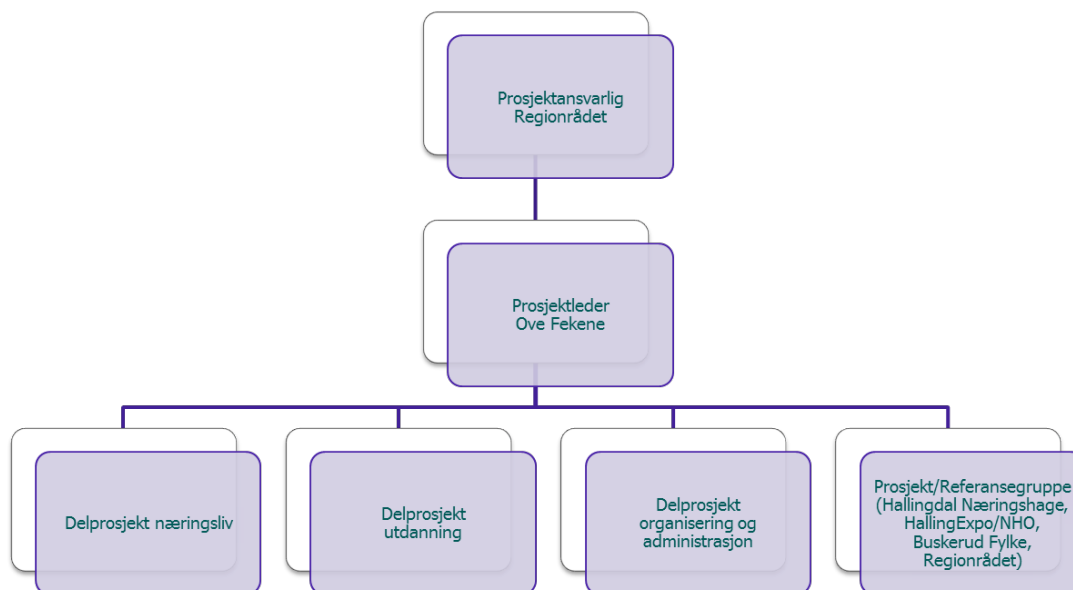 Prosjektansvarlig
Regionrådet
Prosjektleder
Ove Fekene
Delprosjekt næringsliv
Delprosjekt
utdanning
Delprosjekt
organisering og
administrasjon
Prosjekt/Referansegruppe
(Hallingdal Næringshage,
HallingExpo/NHO,
Buskerud Fylke,
Regionrådet)